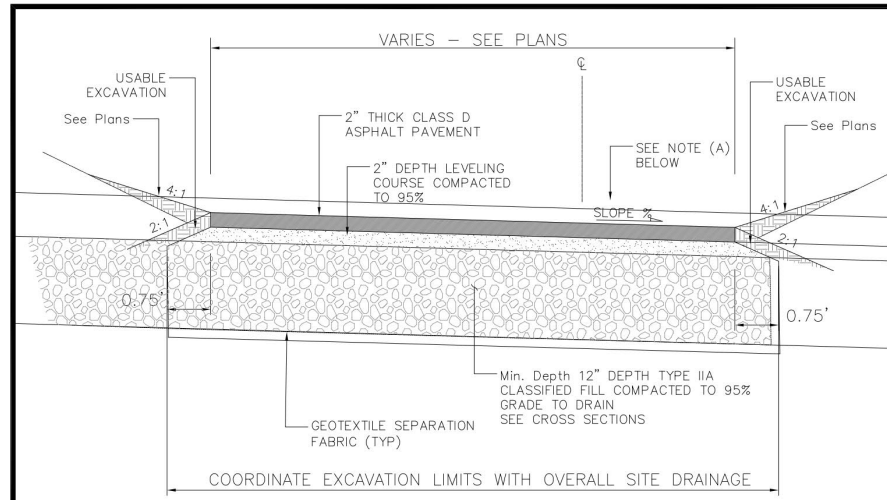 VARIES - SEE PLANS
℄
USABLE
EXCAVATION
See Plans
2" THICK CLASS D
ASPHALT PAVEMENT
2" DEPTH LEVELING
COURSE COMPACTED
TO 95%
SEE NOTE (A)
BELOW
USABLE
EXCAVATION
See Plans
4:1
2:1
SLOPE %
4:1
2:1
0.75'
0.75'
Min. Depth 12" DEPTH TYPE IIA
CLASSIFIED FILL COMPACTED TO 95%
GRADE TO DRAIN
SEE CROSS SECTIONS
GEOTEXTILE SEPARATION
FABRIC (TYP)
COORDINATE EXCAVATION LIMITS WITH OVERALL SITE DRAINAGE